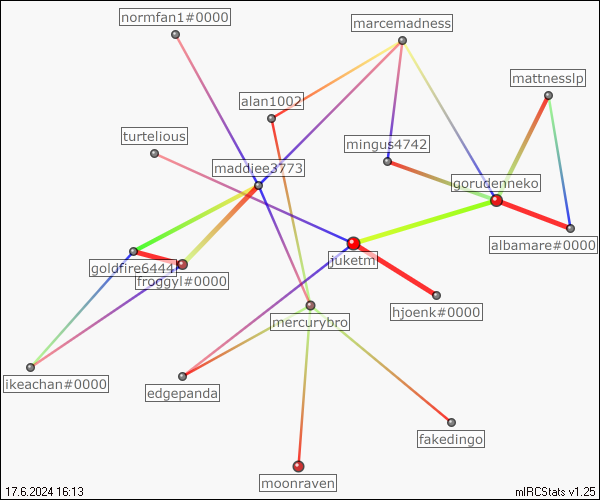 normfan1#0000
marcemadness
mattnesslp
alan1002
turtelious
mingus4742
maddiee3773
gorudenneko
albamare#0000
juketm
goldfire6444
froggyl#0000
hjoenk#0000
mercurybro
ikeachan#0000
edgepanda
fakedingo
moonraven
17.6.2024 16:13
mIRCStats v1.25